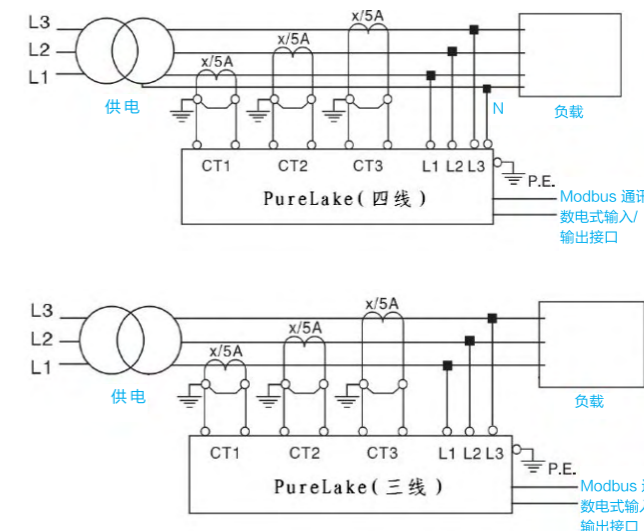 L3
x/5A
L2
x/5A
L1
x/5A
供电
N
负载
CT1 CT2 CT3 L1 L2 L3
P.E.
PureLake(四线)
Modbus 通讯
数电式输入/
输出接口
L3
x/5A
L2
x/5A
L1
x/5A
供电
负载
CT1 CT2 CT3 L1 L2 L3
P.E.
PureLake(三线)
Modbus
数电式输
输出接口